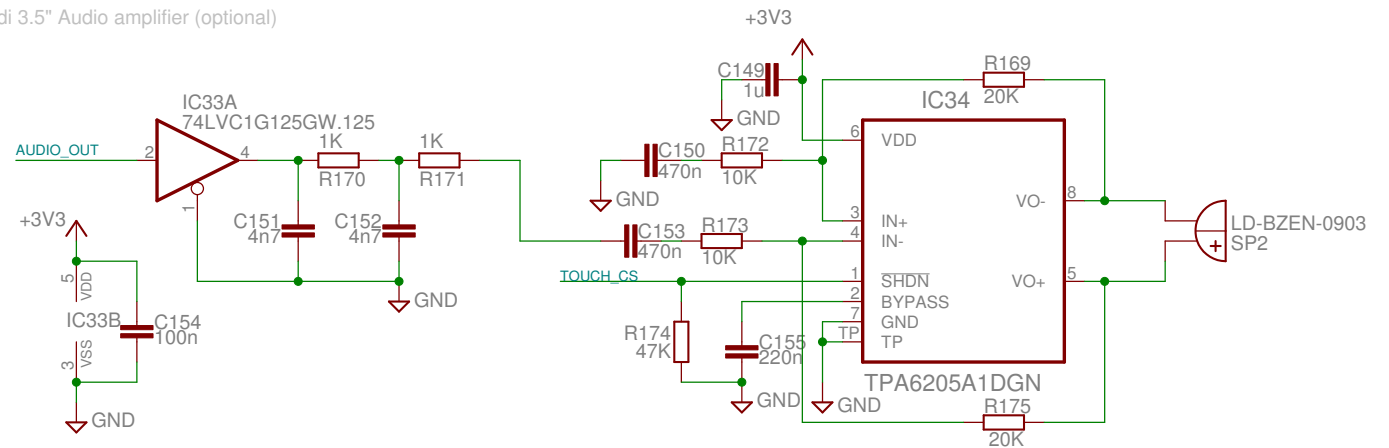 di 3.5" Audio amplifier (optional)
+3V3
C149
1u
GND
R169
20K
IC34
IC33A
74LVC1G125GW.125
AUDIO_OUT
2
4
1
1K
R170
1K
R171
C150
470n
R172
10K
GND
6
VDD
VO-
8
3
IN+
4
IN-
C151
4n7
C152
4n7
GND
C153
470n
R173
10K
LD-BZEN-0903
SP2
+3V3
5
VDD
IC33B
3
VSS
C154
100n
GND
TOUCH_CS
1
SHDN
2
BYPASS
7
GND
TP
TP
VO+
5
R174
47K
C155
220n
GND
GND
TPA6205A1DGN
R175
20K